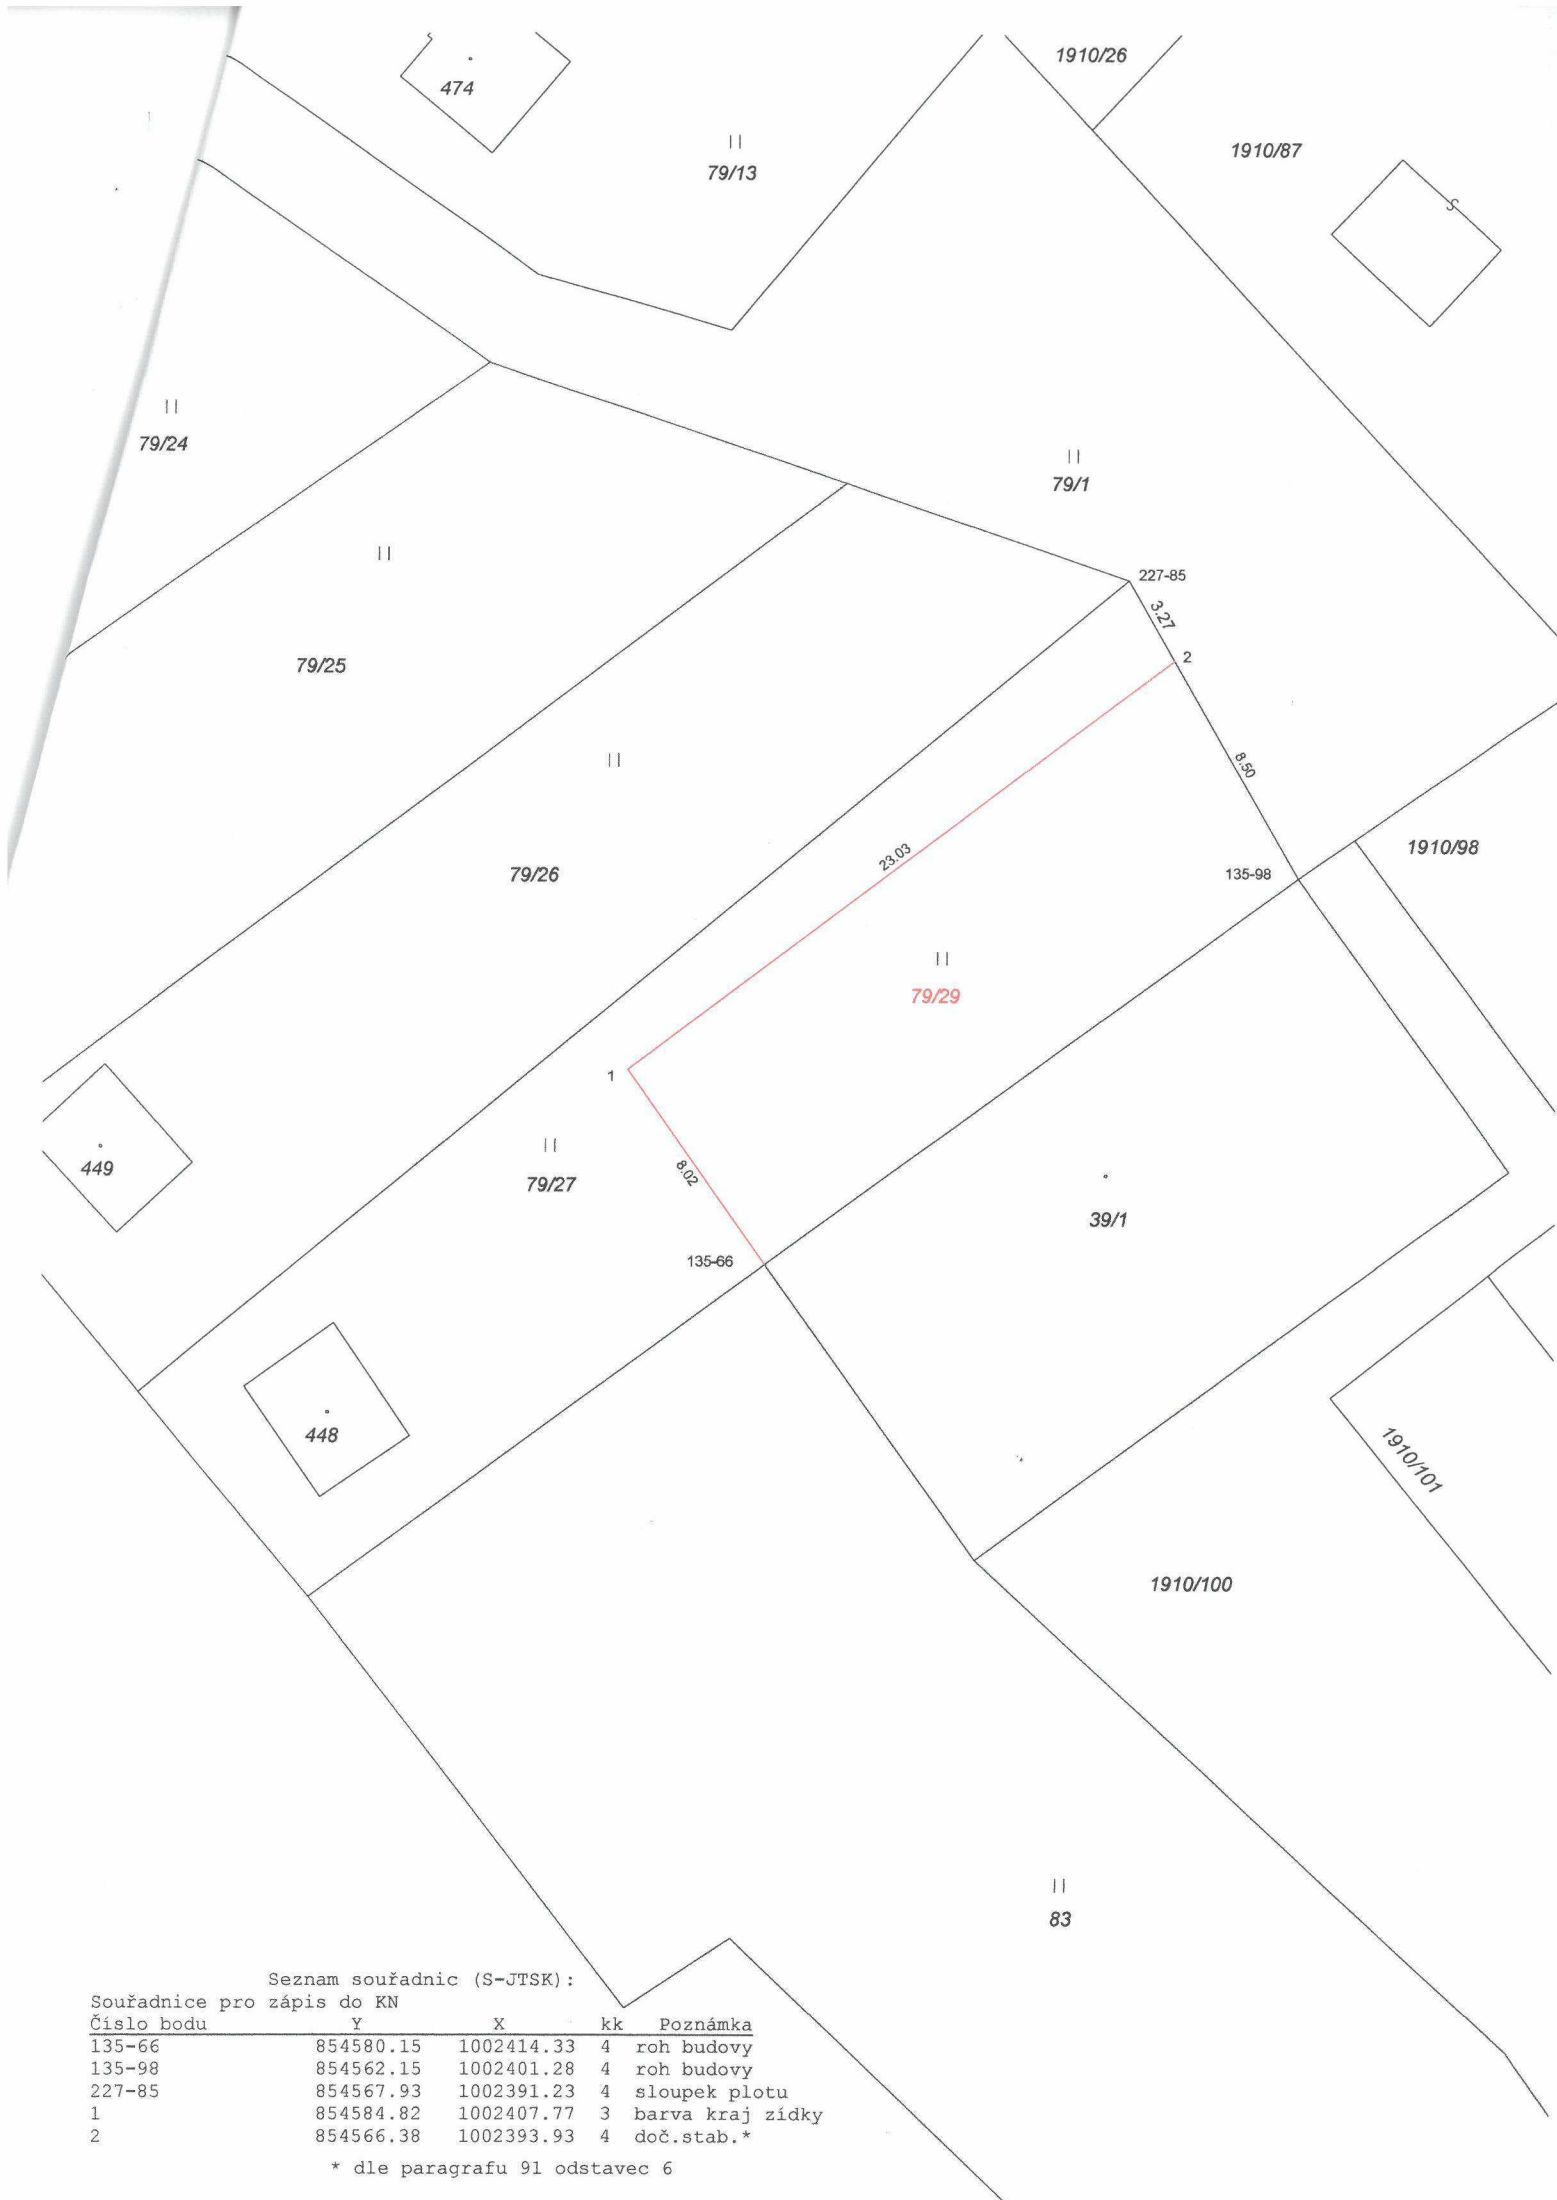 1910/26
474
1910/87
79/13
79/24
79/1
227-85
3.27
79/25
2
8.50
1910/98
23.03
79/26
135-98
79/29
1
449
79/27
8.02
39/1
135-66
448
1910/101
1910/100
83
Seznam souřadnic (S-JTSK):
Souřadnice pro zápis do KN
Číslo bodu Y X kk Poznámka
135-66 854580.15 1002414.33 4 roh budovy
135-98 854562.15 1002401.28 4 roh budovy
227-85 854567.93 1002391.23 4 sloupek plotu
1 854584.82 1002407.77 3 barva kraj zídky
2 854566.38 1002393.93 4 doč.stab.*
* dle paragrafu 91 odstavec 6